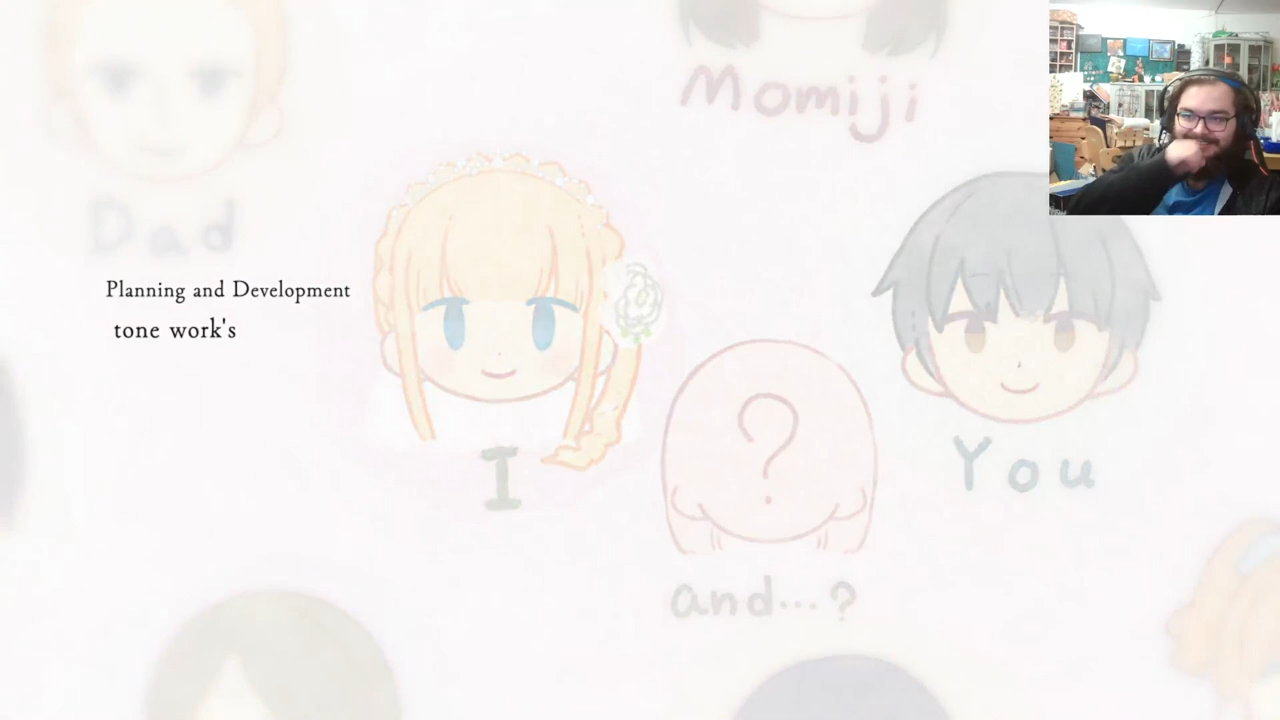 Momiji
Dad
Planning and Development
tone work's
I
You
and…?
?